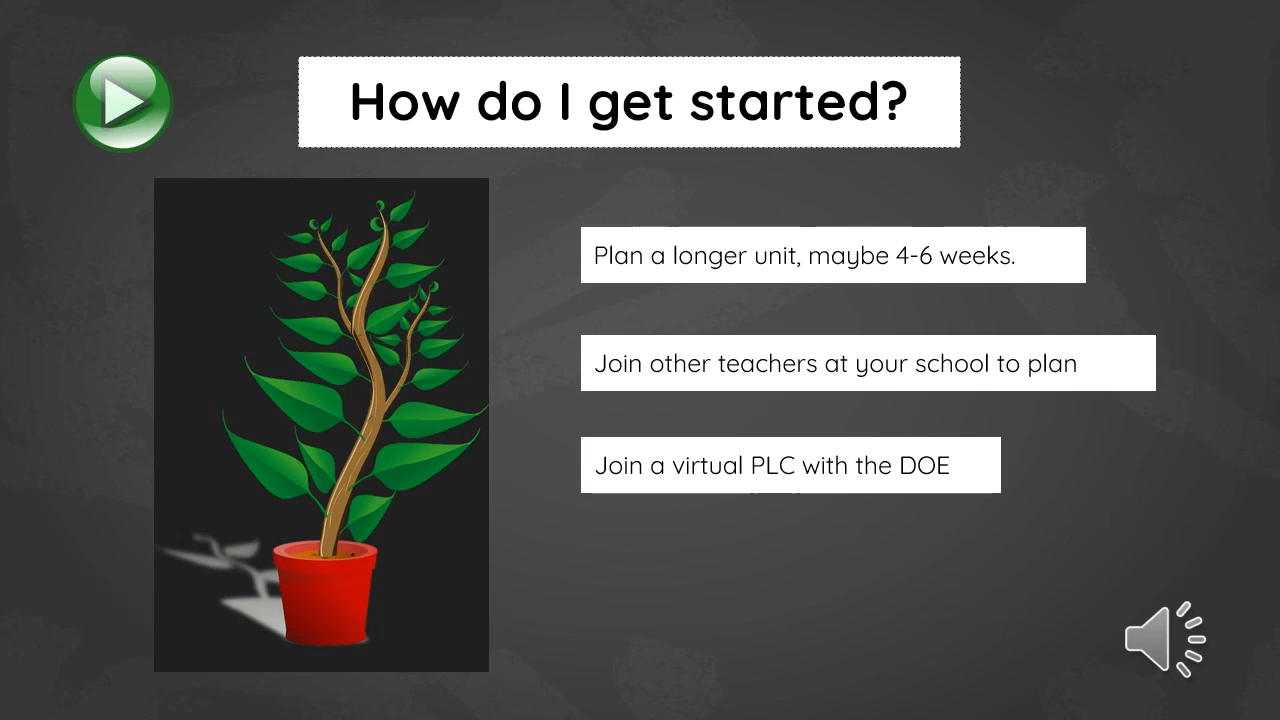 How do I get started?
Plan a longer unit, maybe 4-6 weeks.
Join other teachers at your school to plan
Join a virtual PLC with the DOE